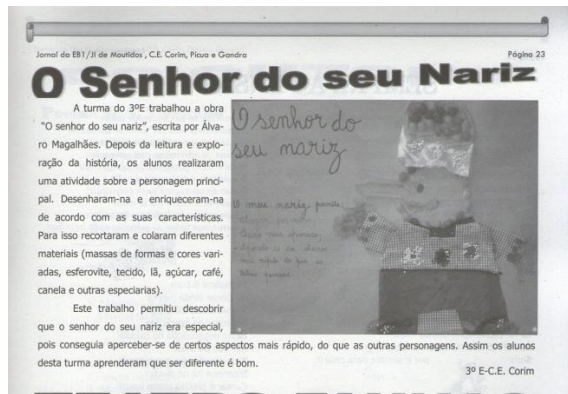 Jornal da EB1/JI de Moutidos, C.E. Corim, Picua e Gandra
Página 23
O Senhor do seu Nariz
A turma do 3ºE trabalhou a obra
"O senhor do seu nariz", escrita por Álva-
ro Magalhães. Depois da leitura e explo-
ração da história, os alunos realizaram
uma atividade sobre a personagem princi-
pal. Desenharam-na e enriqueceram-na
de acordo com as suas características.
Para isso recortaram e colaram diferentes
materiais (massas de formas e cores vari-
adas, esferovite, tecido, lã, açúcar, café,
canela e outras especiarias).
Este trabalho permitiu descobrir
que o senhor do seu nariz era especial,
pois conseguia aperceber-se de certos aspectos mais rápido, do que as outras personagens. Assim os alunos
desta turma aprenderam que ser diferente é bom.
3º E-C.E. Corim
O senhor do
seu nariz
O meu nariz permite: